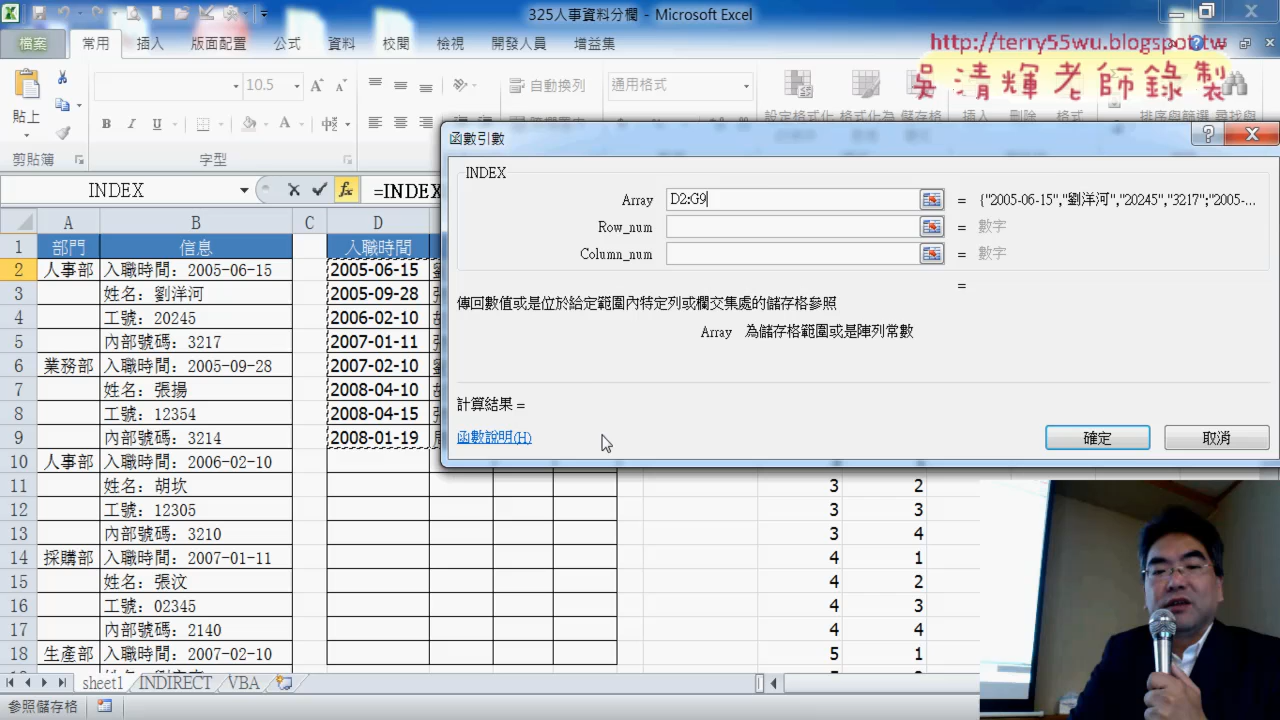 325人事資料分欄 - Microsoft Excel
http://terry55wu.blogspot.tw
吳清輝老師錄製
檔案 常用 插入 版面配置 公式 資料 校閱 檢視 開發人員 增益集
貼上 10.5 自動換列 通用格式
B I U A 中
剪貼簿 字型
INDEX =INDEX
函數引數
INDEX
Array D2:G9 = {"2005-06-15","劉洋河","20245","3217";"2005-...
Row_num = 數字
Column_num = 數字
=
傳回數值或是位於給定範圍內特定列或欄交集處的儲存格參照
Array 為儲存格範圍或是陣列常數
計算結果 =
函數說明(H) 確定 取消
A B C D
1 部門 信息 入職時間
2 人事部 入職時間: 2005-06-15 2005-06-15
3 姓名: 劉洋河 2005-09-28
4 工號: 20245 2006-02-10
5 內部號碼: 3217 2007-01-11
6 業務部 入職時間: 2005-09-28 2007-02-10
7 姓名: 張揚 2008-04-10
8 工號: 12354 2008-04-15
9 內部號碼: 3214 2008-01-19
10 人事部 入職時間: 2006-02-10
11 姓名: 胡坎 3 2
12 工號: 12305 3 3
13 內部號碼: 3210 3 4
14 採購部 入職時間: 2007-01-11 4 1
15 姓名: 張汶 4 2
16 工號: 02345 4 3
17 內部號碼: 2140 4 4
18 生產部 入職時間: 2007-02-10 5 1
sheet1 INDIRECT VBA
參照儲存格